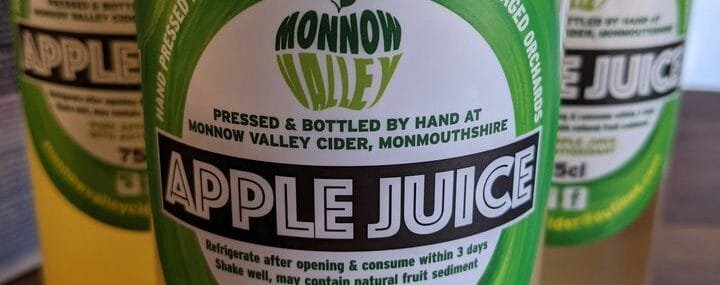 MONNOW
VALLEY
HAND PRESSED
AGED ORCHARDS
PRESSED & BOTTLED BY HAND AT
MONNOW VALLEY CIDER, MONMOUTHSHIRE
APPLE JUICE
Refrigerate after opening & consume within 3 days
Shake well, may contain natural fruit sediment
APPLE
75
E JUICE
5cl